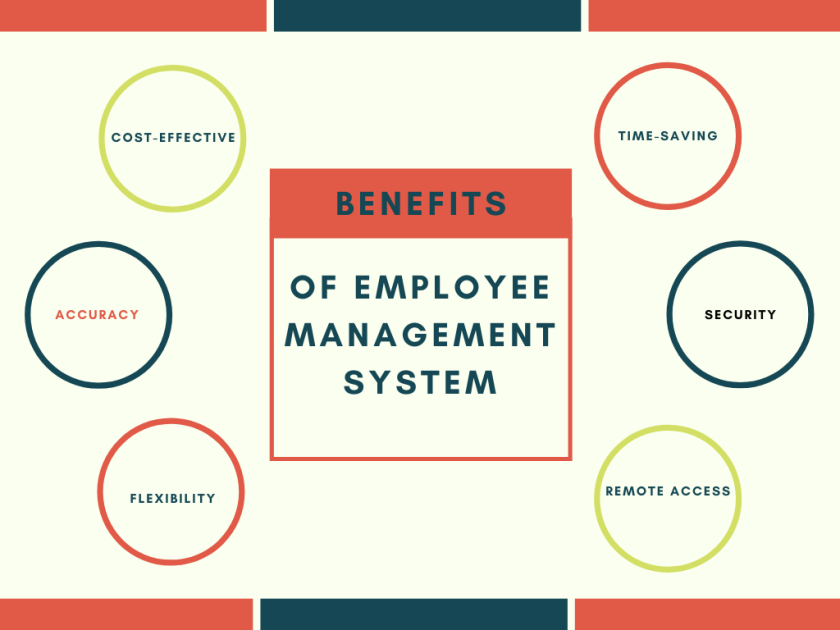 COST-EFFECTIVE
TIME-SAVING
BENEFITS
OF EMPLOYEE
MANAGEMENT
SYSTEM
ACCURACY
SECURITY
FLEXIBILITY
REMOTE ACCESS